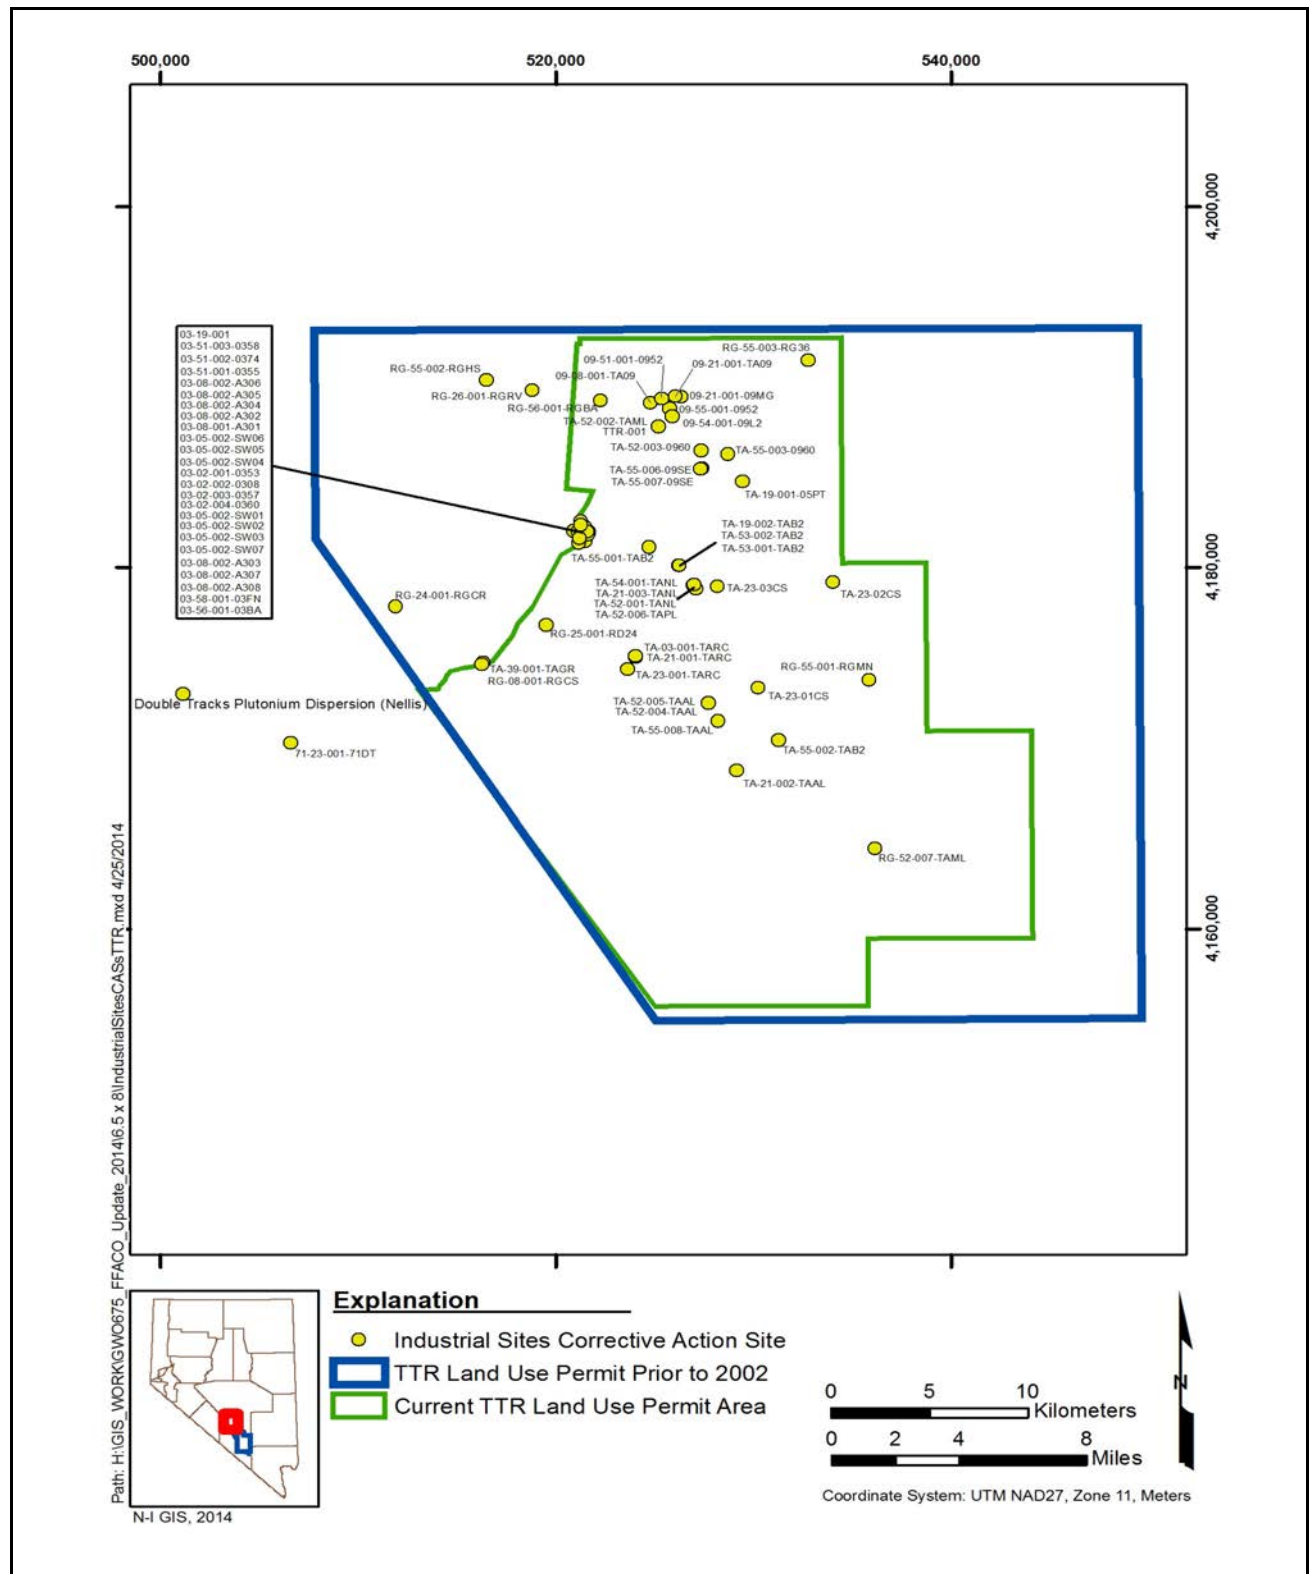 500,000
520,000
540,000
4,200,000
4,180,000
4,160,000
03-19-001
03-51-003-0358
03-51-002-0374
03-51-001-0355
03-08-002-A306
03-08-002-A305
03-08-002-A304
03-08-002-A302
03-08-001-A301
03-05-002-SW06
03-05-002-SW05
03-05-002-SW04
03-02-001-0353
03-02-002-0308
03-02-003-0357
03-02-004-0360
03-05-002-SW01
03-05-002-SW02
03-05-002-SW03
03-05-002-SW07
03-08-002-A303
03-08-002-A307
03-08-002-A308
03-58-001-03FN
03-56-001-03BA
RG-55-003-RG36
09-51-001-0952
09-21-001-TA09
RG-55-002-RGHS
09-08-001-TA09
RG-26-001-RGRV
09-21-001-09MG
RG-56-001-RGBA
09-55-001-0952
TA-52-002-TAML
09-54-001-09L2
TTR-001
TA-52-003-0960
TA-55-003-0960
TA-55-006-09SE
TA-55-007-09SE
TA-19-001-05PT
TA-19-002-TAB2
TA-53-002-TAB2
TA-53-001-TAB2
TA-55-001-TAB2
TA-54-001-TANL
TA-21-003-TANL
TA-52-001-TANL
TA-52-006-TAPL
TA-23-03CS
TA-23-02CS
RG-24-001-RGCR
RG-25-001-RD24
TA-03-001-TARC
TA-21-001-TARC
TA-23-001-TARC
TA-39-001-TAGR
RG-08-001-RGCS
RG-55-001-RGMN
TA-23-01CS
TA-52-005-TAAL
TA-52-004-TAAL
TA-55-008-TAAL
Double Tracks Plutonium Dispersion (Nellis)
71-23-001-71DT
TA-55-002-TAB2
TA-21-002-TAAL
RG-52-007-TAML
Path: H:\GIS_WORK\GWO675_FFACO_Update_2014\6.5 x 8\IndustrialSitesCASsTTR.mxd 4/25/2014
Explanation
Industrial Sites Corrective Action Site
TTR Land Use Permit Prior to 2002
Current TTR Land Use Permit Area
0 5 10
Kilometers
0 2 4 8
Miles
N
Coordinate System: UTM NAD27, Zone 11, Meters
N-I GIS, 2014